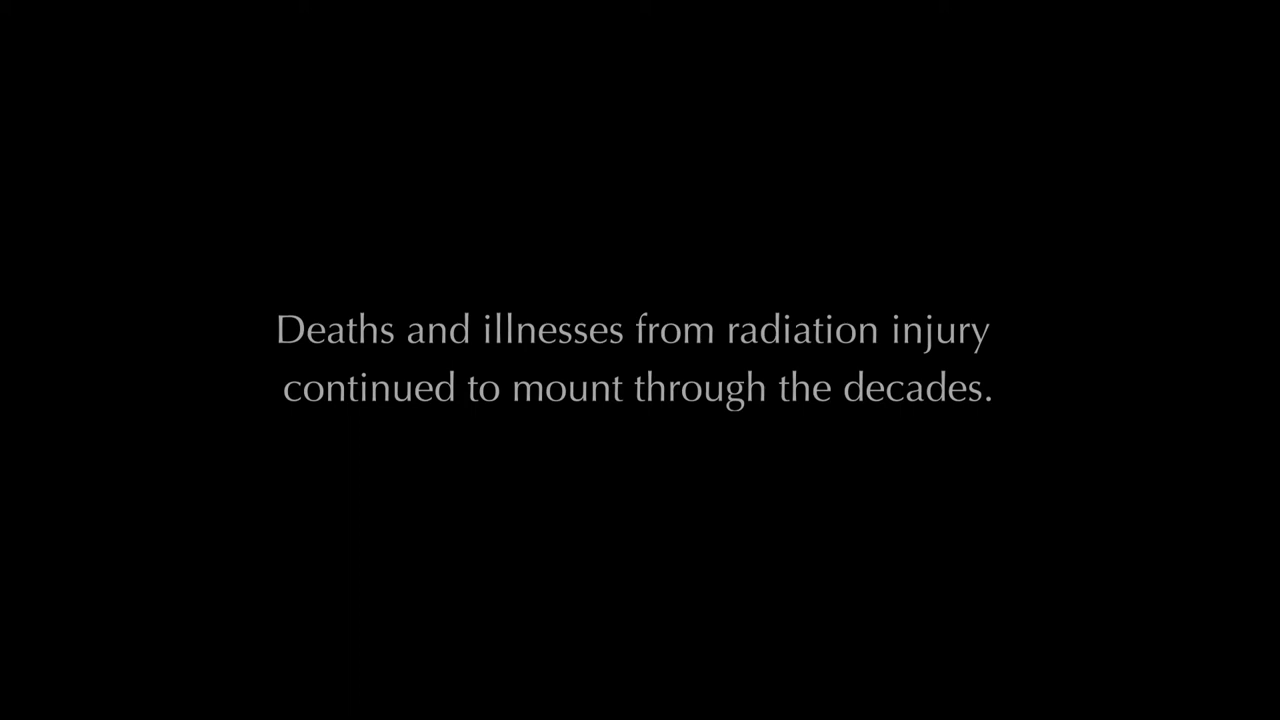 Deaths and illnesses from radiation injury
continued to mount through the decades.